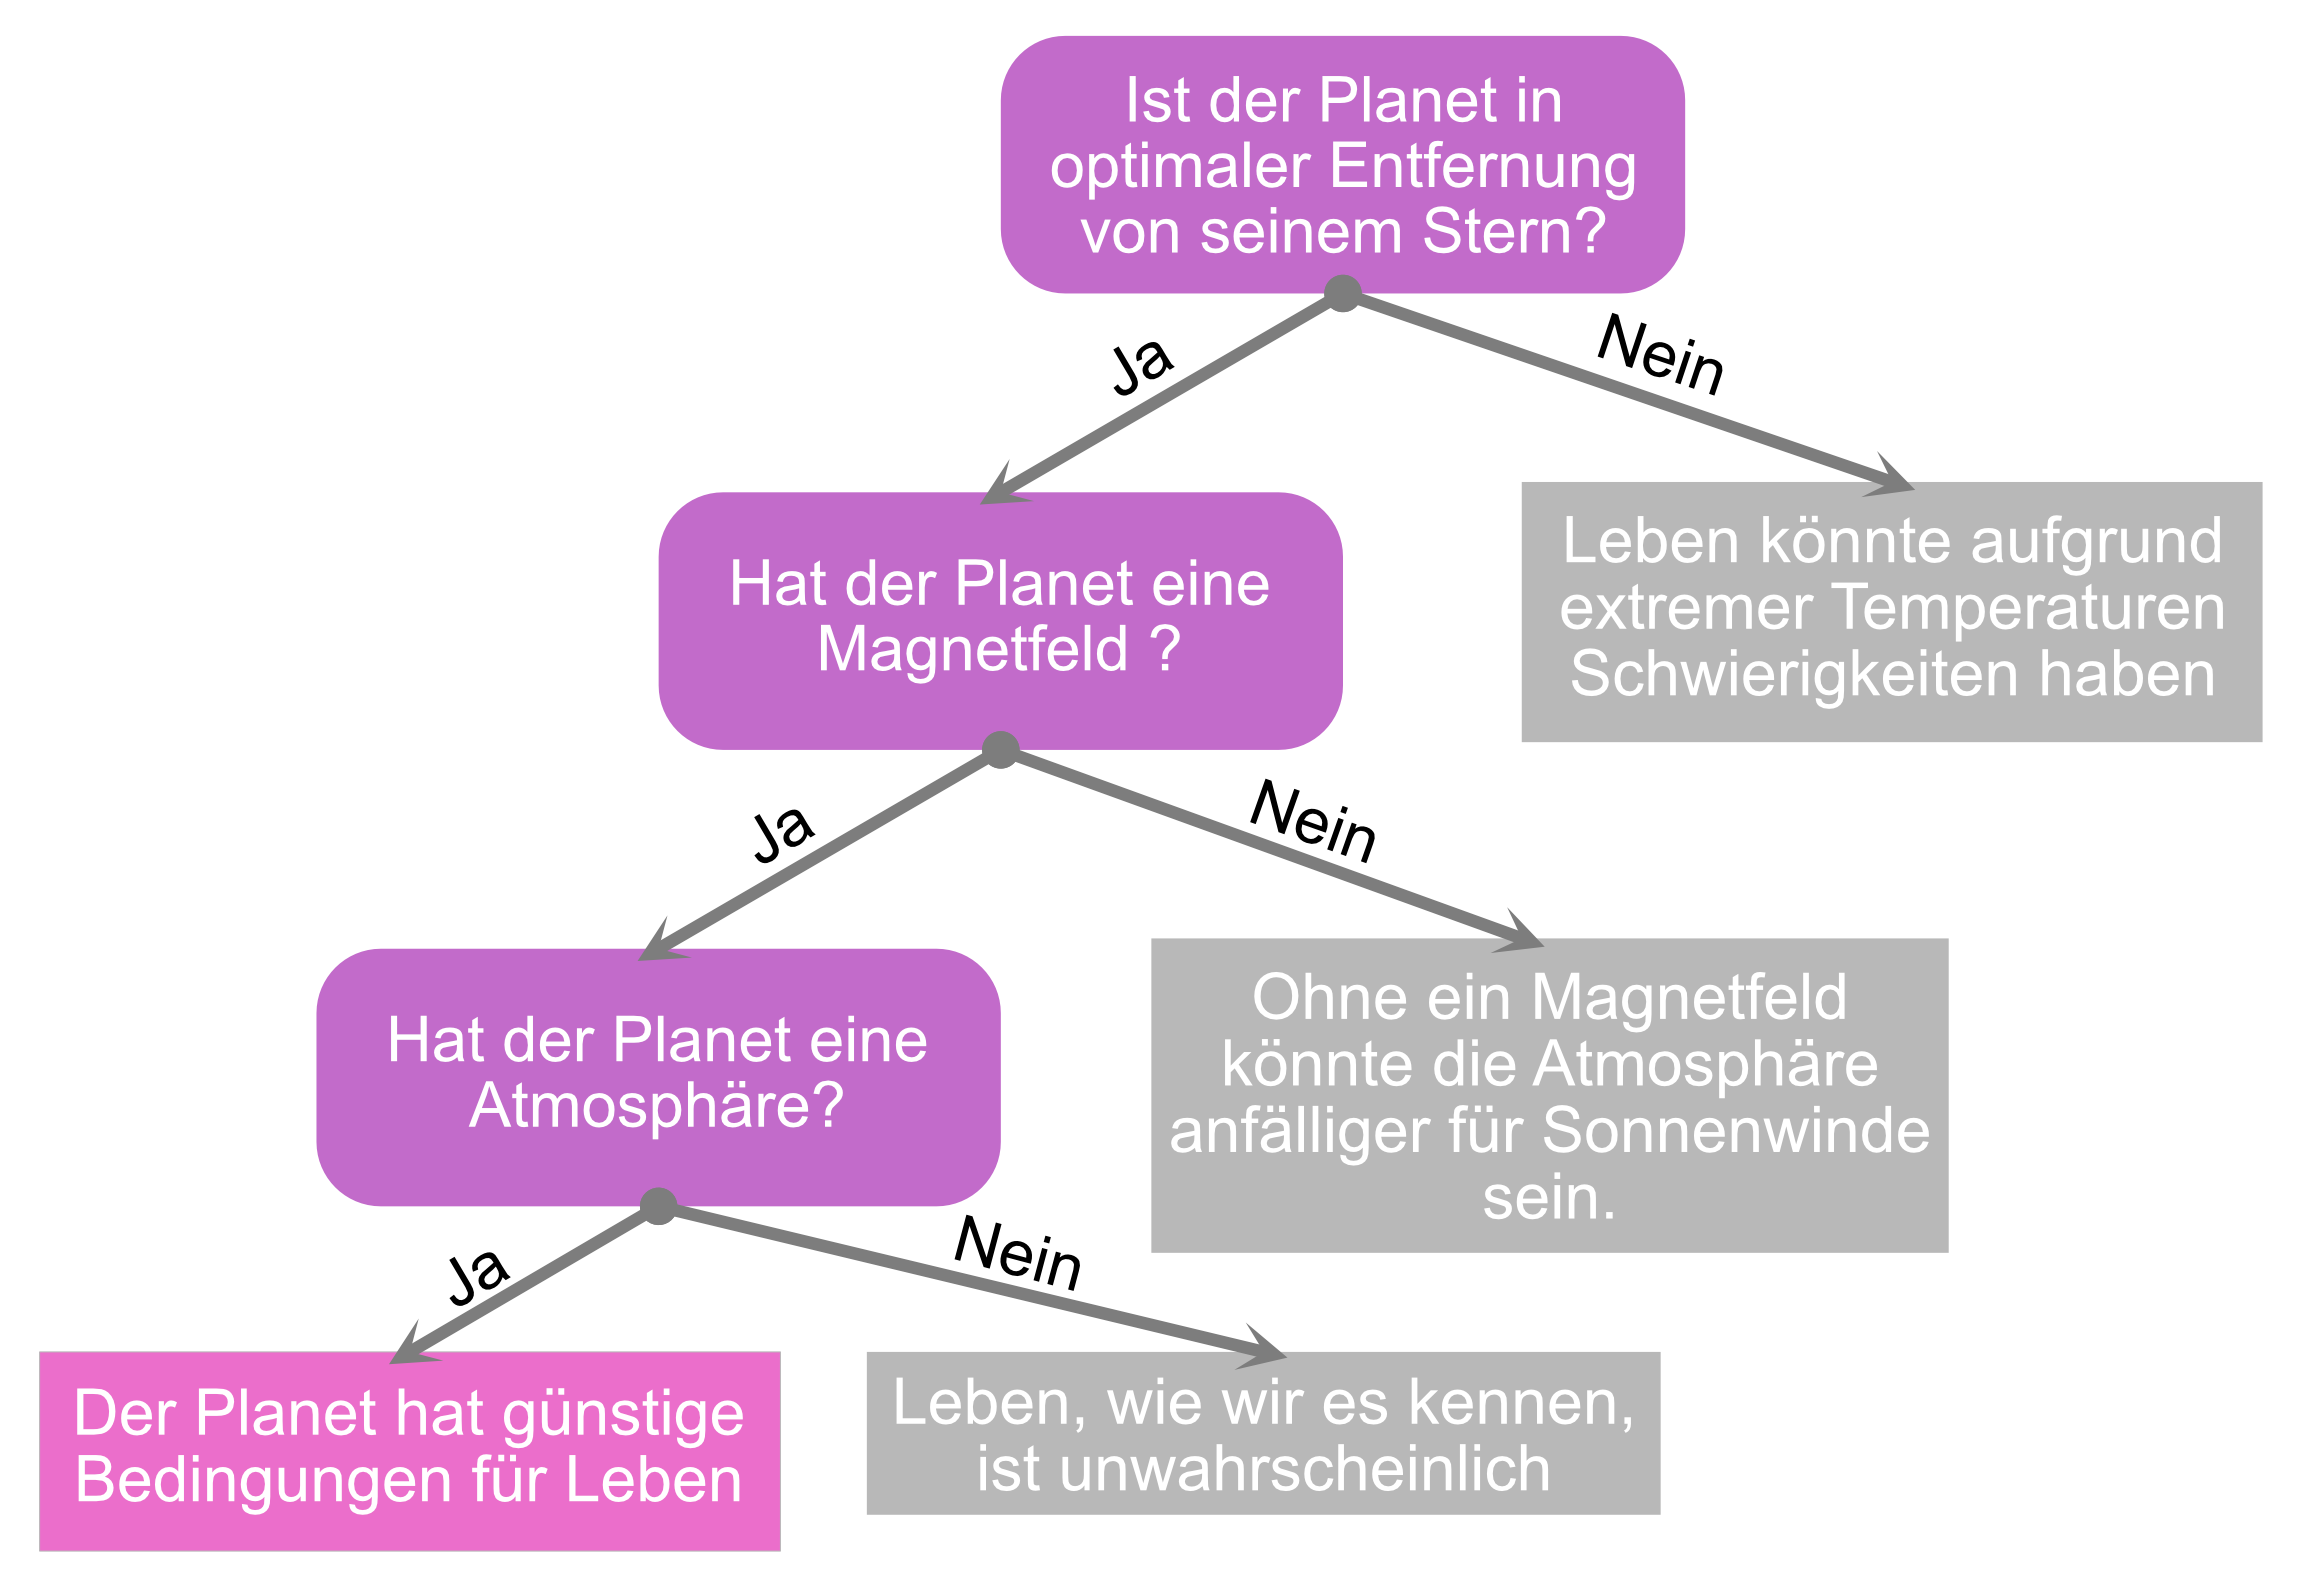 Ist der Planet in
optimaler Entfernung
von seinem Stern?
Ja
Nein
Hat der Planet eine
Magnetfeld ?
Leben könnte aufgrund
extremer Temperaturen
Schwierigkeiten haben
Ja
Nein
Hat der Planet eine
Atmosphäre?
Ohne ein Magnetfeld
könnte die Atmosphäre
anfälliger für Sonnenwinde
sein.
Ja
Nein
Der Planet hat günstige
Bedingungen für Leben
Leben, wie wir es kennen,
ist unwahrscheinlich